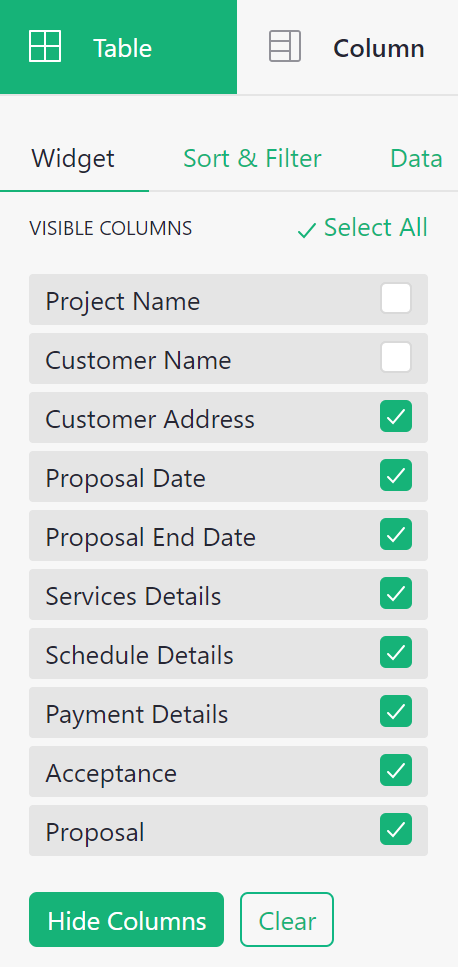 Table Column
Widget Sort & Filter Data
VISIBLE COLUMNS Select All
Project Name
Customer Name
Customer Address
Proposal Date
Proposal End Date
Services Details
Schedule Details
Payment Details
Acceptance
Proposal
Hide Columns Clear